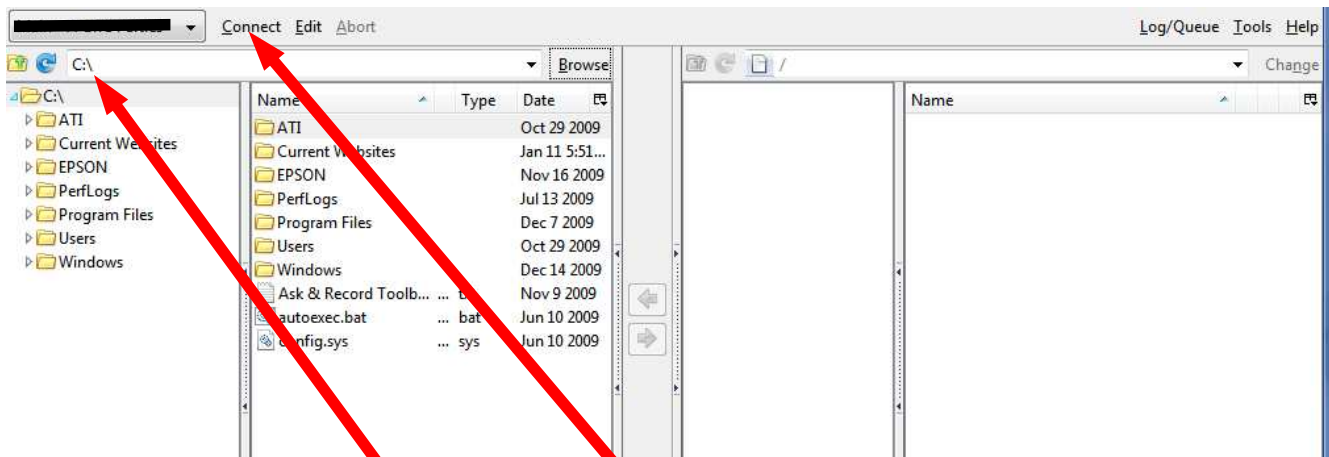 Connect Edit Abort Log/Queue Tools Help
C:\ Browse / Change
C:\
ATI
Current Websites
EPSON
PerfLogs
Program Files
Users
Windows
Name Type Date
ATI Oct 29 2009
Current Websites Jan 11 5:51...
EPSON Nov 16 2009
PerfLogs Jul 13 2009
Program Files Dec 7 2009
Users Oct 29 2009
Windows Dec 14 2009
Ask & Record Toolb... ... Nov 9 2009
autoexec.bat ... bat Jun 10 2009
config.sys ... sys Jun 10 2009
Name